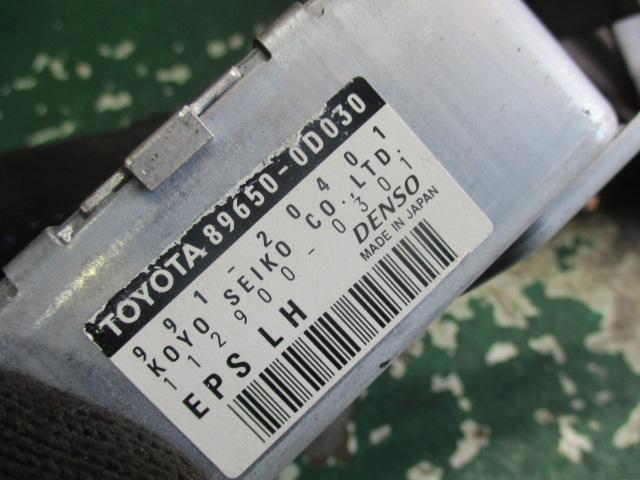 TOYOTA 89650-0D030
991-20401
KOYO SEIKO CO.,LTD.
112900-0301
DENSO
EPS LH
MADE IN JAPAN